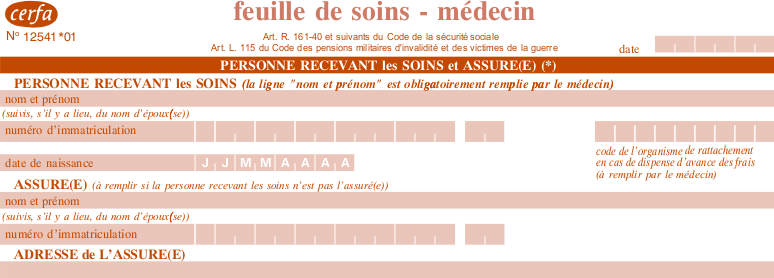 cerfa
feuille de soins - médecin
N° 12541*01
Art. R. 161-40 et suivants du Code de la sécurité sociale
Art. L. 115 du Code des pensions militaires d'invalidité et des victimes de la guerre
date
PERSONNE RECEVANT les SOINS et ASSURE(E) (*)
PERSONNE RECEVANT les SOINS (la ligne "nom et prénom" est obligatoirement remplie par le médecin)
nom et prénom
(suivis, s'il y a lieu, du nom d'époux(se))
numéro d'immatriculation
code de l'organisme de rattachement
en cas de dispense d'avance des frais
(à remplir par le médecin)
date de naissance J J M M A A A A
ASSURE(E) (à remplir si la personne recevant les soins n'est pas l'assuré(e))
nom et prénom
(suivis, s'il y a lieu, du nom d'époux(se))
numéro d'immatriculation
ADRESSE de L'ASSURE(E)